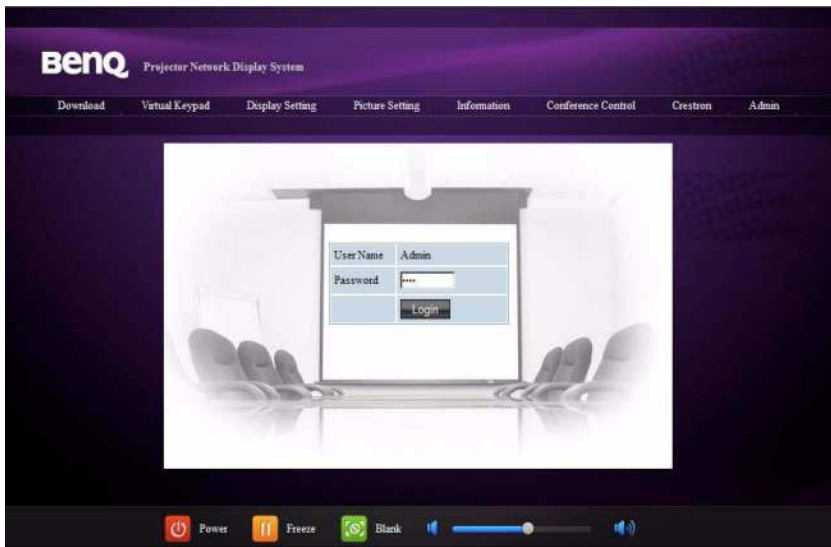 BenQ Projector Network Display System
Download Virtual Keypad Display Setting Picture Setting Information Conference Control Crestron Admin
User Name Admin
Password ••••
Login
Power Freeze Blank